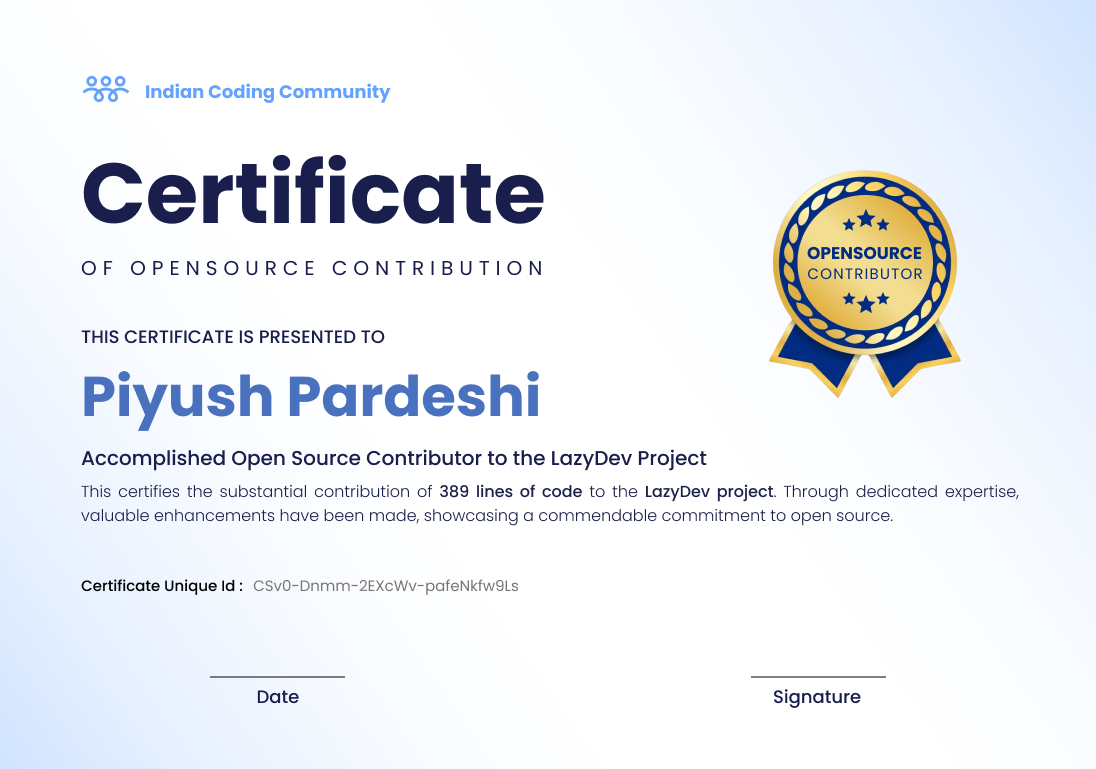 Indian Coding Community
Certificate
OF OPENSOURCE CONTRIBUTION
OPENSOURCE
CONTRIBUTOR
THIS CERTIFICATE IS PRESENTED TO
Piyush Pardeshi
Accomplished Open Source Contributor to the LazyDev Project
This certifies the substantial contribution of 389 lines of code to the LazyDev project. Through dedicated expertise,
valuable enhancements have been made, showcasing a commendable commitment to open source.
Certificate Unique Id : CSv0-Dnmm-2EXcWv-pafeNkfw9Ls
Date
Signature